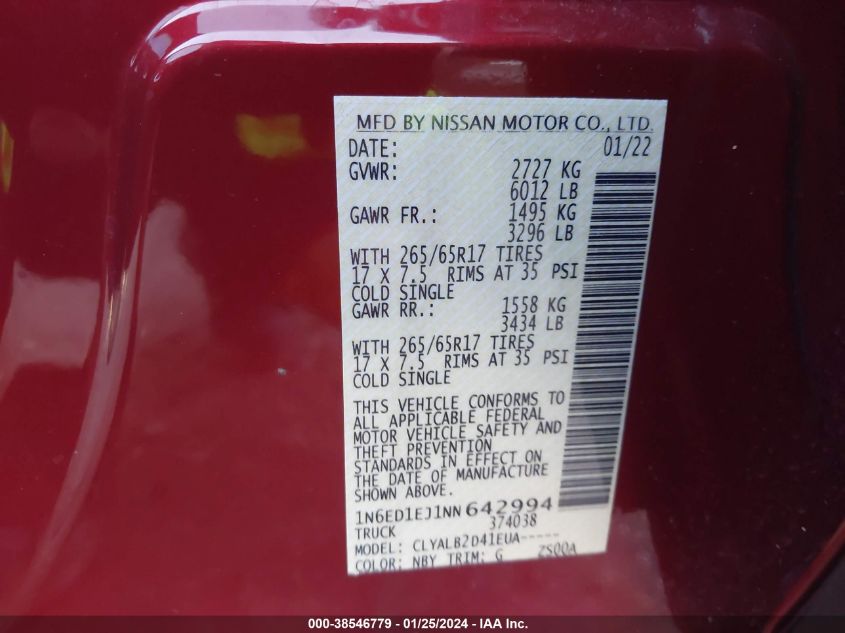 MFD BY NISSAN MOTOR CO., LTD.
DATE: 01/22
GVWR: 2727 KG
6012 LB
GAWR FR.: 1495 KG
3296 LB
WITH 265/65R17 TIRES
17 X 7.5 RIMS AT 35 PSI
COLD SINGLE
GAWR RR.: 1558 KG
3434 LB
WITH 265/65R17 TIRES
17 X 7.5 RIMS AT 35 PSI
COLD SINGLE
THIS VEHICLE CONFORMS TO
ALL APPLICABLE FEDERAL
MOTOR VEHICLE SAFETY AND
THEFT PREVENTION
STANDARDS IN EFFECT ON
THE DATE OF MANUFACTURE
SHOWN ABOVE.
1N6ED1EJ1NN642994
TRUCK 374038
MODEL: CLYALB2D41EUA-----
COLOR: NBY TRIM: G ZS00A
000-38546779 - 01/25/2024 - IAA Inc.